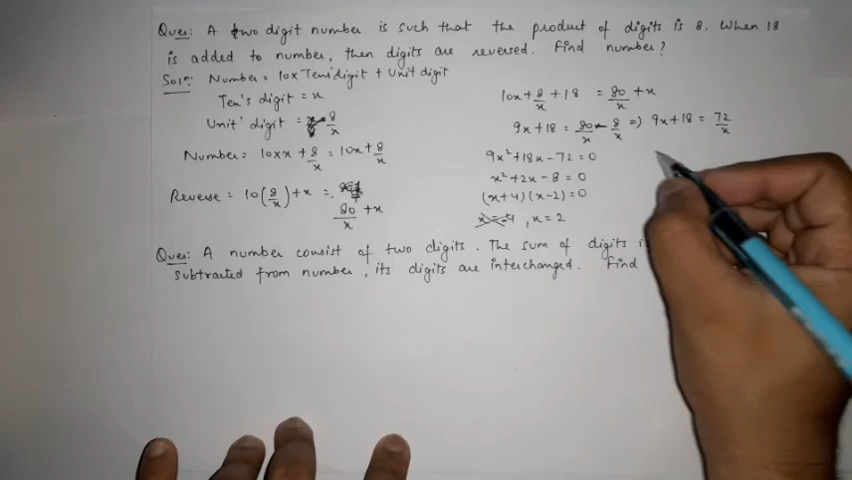 Ques: A two digit number is such that the product of digits is 8. When 18
is added to number, then digits are reversed. Find number?
Soln: Number = 10x Ten's digit + Unit digit
Ten's digit = x
Unit' digit = 8/x
Number = 10xx + 8/x = 10x + 8/x
Reverse = 10(8/x) + x =
80/x + x
10x + 8/x + 18 = 80/x + x
9x + 18 = 80/x - 8/x => 9x + 18 = 72/x
9x² + 18x - 72 = 0
x² + 2x - 8 = 0
(x+4)(x-2) = 0
x = -4, x = 2
Ques: A number consist of two digits. The sum of digits
subtracted from number, its digits are interchanged. Find